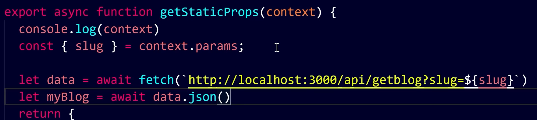 export async function getStaticProps(context) {
console.log(context)
const { slug } = context.params;
let data = await fetch(`http://localhost:3000/api/getblog?slug=${slug}`)
let myBlog = await data.json()
return {